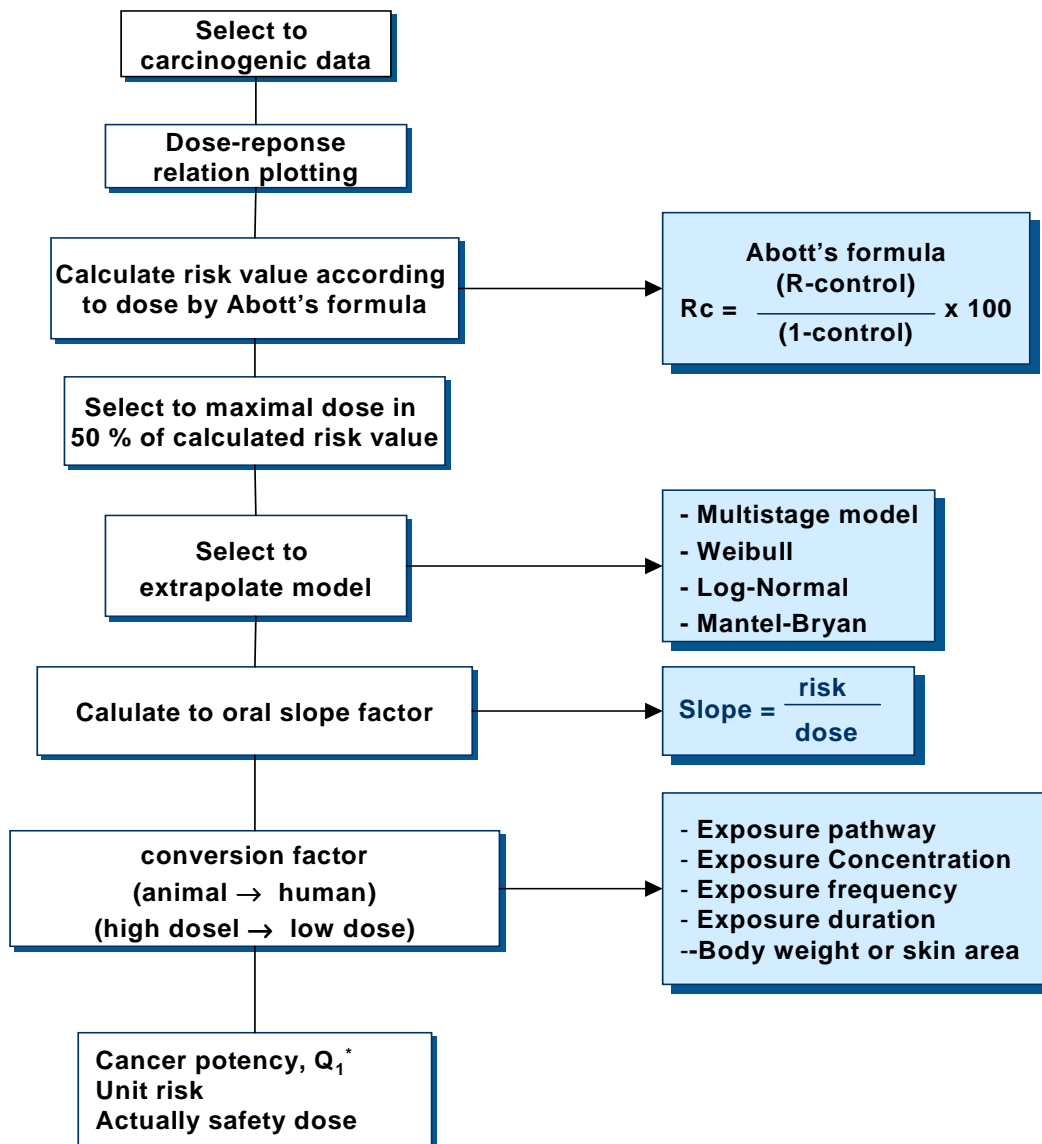 Select to
carcinogenic data
Dose-reponse
relation plotting
Calculate risk value according
to dose by Abott's formula
Abott's formula
(R-control)
Rc = ———— x 100
(1-control)
Select to maximal dose in
50 % of calculated risk value
Select to
extrapolate model
- Multistage model
- Weibull
- Log-Normal
- Mantel-Bryan
Calulate to oral slope factor
risk
Slope = ————
dose
conversion factor
(animal → human)
(high dosel → low dose)
- Exposure pathway
- Exposure Concentration
- Exposure frequency
- Exposure duration
--Body weight or skin area
Cancer potency, Q₁*
Unit risk
Actually safety dose